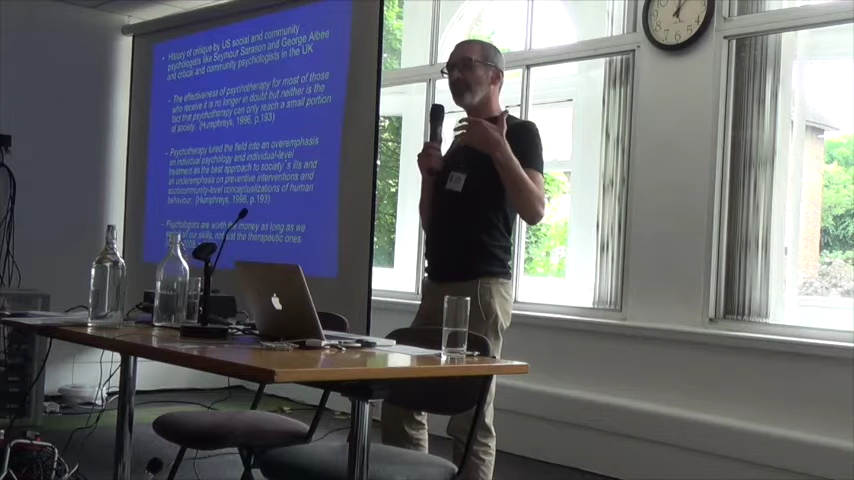 History of critique by US social and community
psychologists like Seymour Sarason and George Albee
and critical community psychologists in the UK
The effectiveness of psychotherapy for most of those
who receive it is no longer in doubt, but neither is the
fact that psychotherapy can only reach a small portion
of society. (Humphreys, 1996, p.193)
Psychotherapy lured the field into an overemphasis
on individual psychology and individual-level
treatment as the best approach to society's ills and
an underemphasis on preventive interventions and
sociocommunity-level conceptualizations of human
behaviour. (Humphreys, 1996, p.193)
Psychologists are worth the money as long as we
all of our skills, not just the therapeutic ones